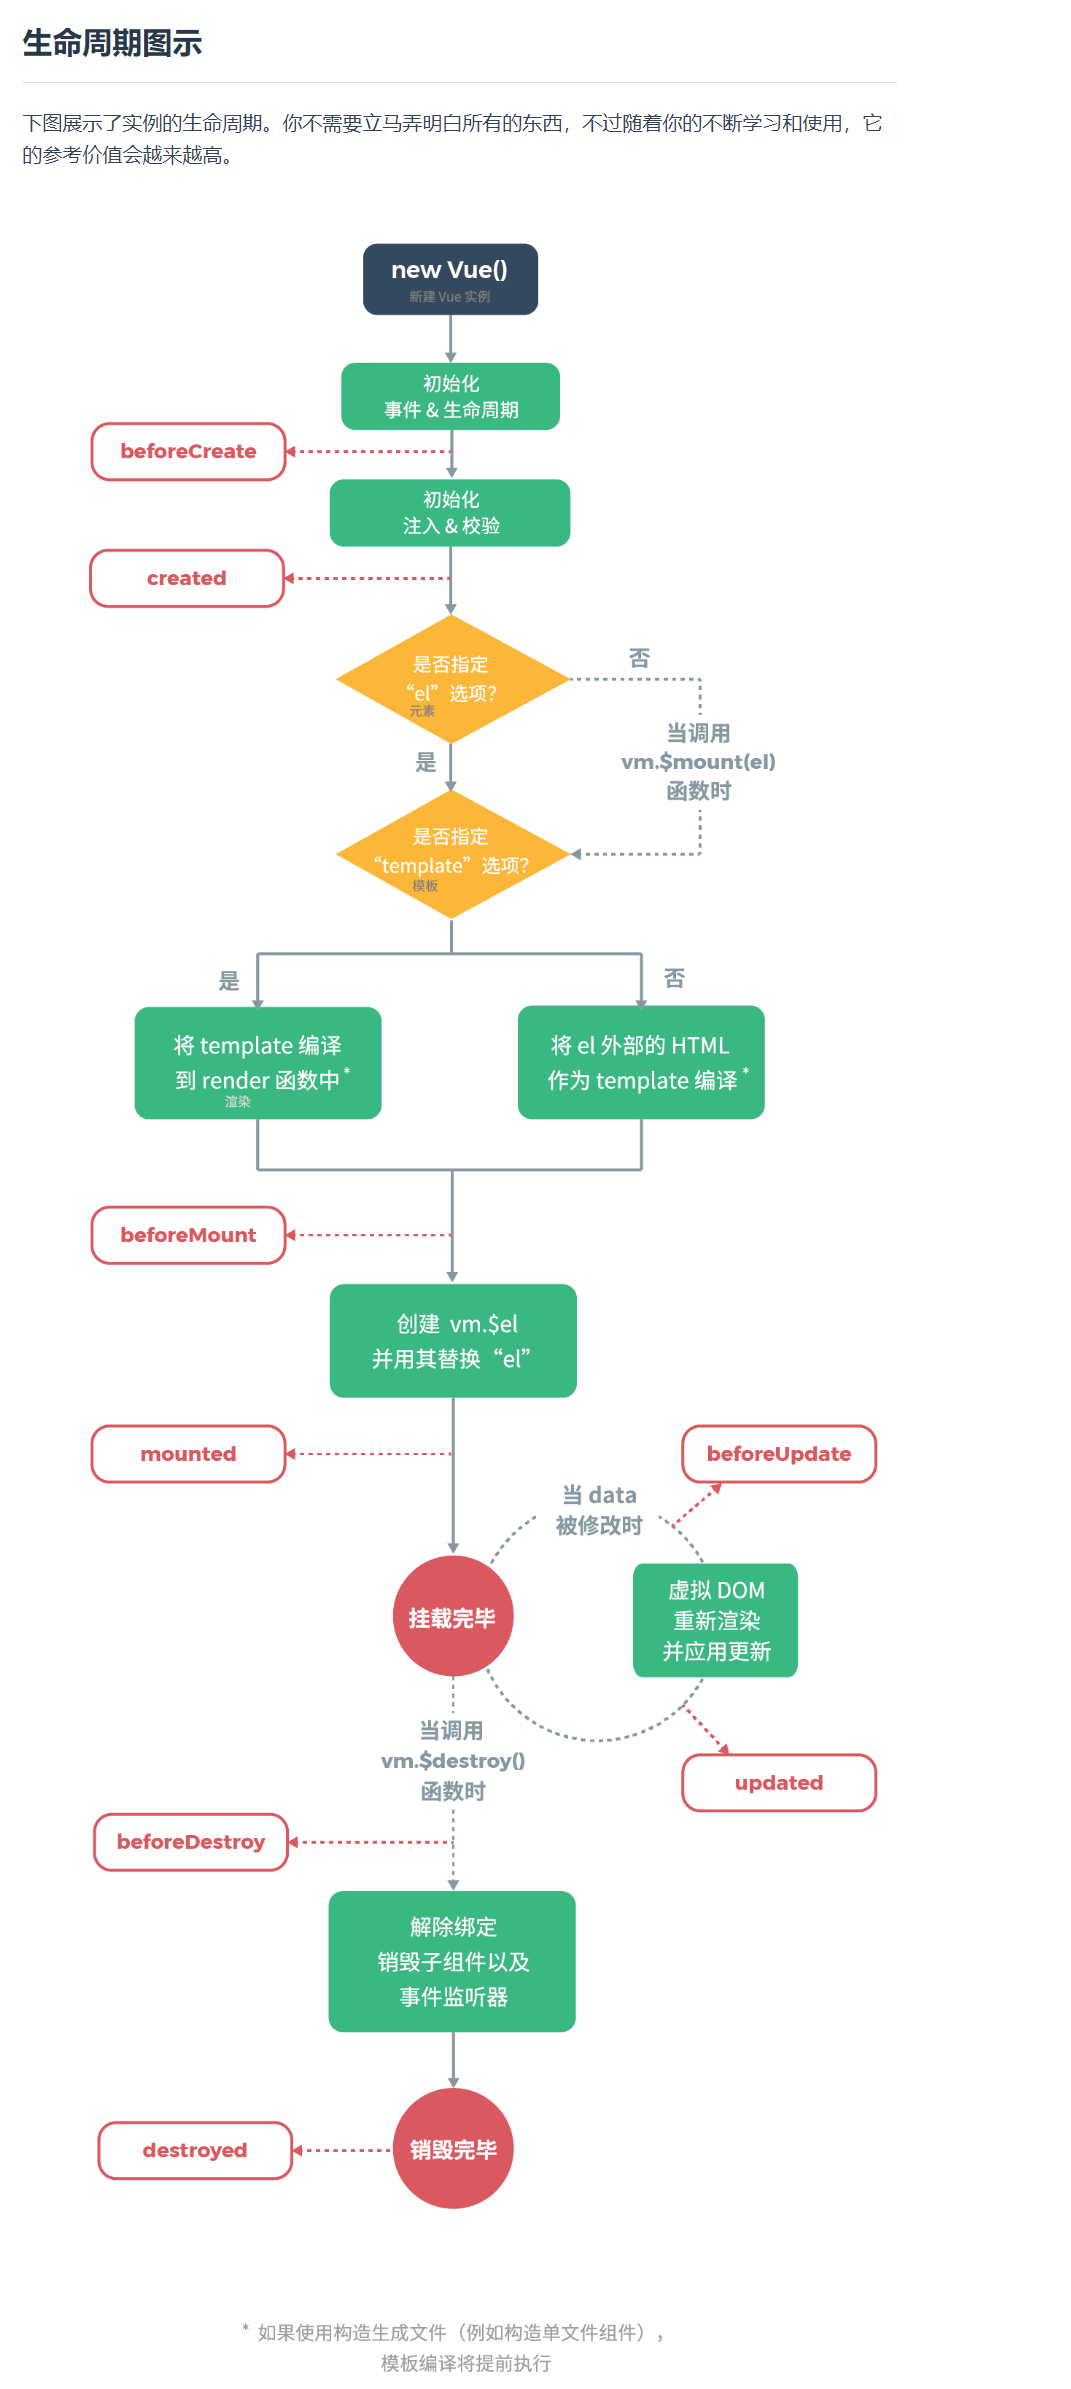 生命周期图示
下图展示了实例的生命周期。你不需要立马弄明白所有的东西，不过随着你的不断学习和使用，它
的参考价值会越来越高。
new Vue()
新建 Vue 实例
初始化
事件 & 生命周期
beforeCreate
初始化
注入 & 校验
created
是否指定
“el”选项？
元素
否
当调用
vm.$mount(el)
函数时
是
是否指定
“template”选项？
模板
是
否
将 template 编译
到 render 函数中 *
渲染
将 el 外部的 HTML
作为 template 编译 *
beforeMount
创建 vm.$el
并用其替换“el”
mounted
beforeUpdate
当 data
被修改时
挂载完毕
虚拟 DOM
重新渲染
并应用更新
当调用
vm.$destroy()
函数时
updated
beforeDestroy
解除绑定
销毁子组件以及
事件监听器
销毁完毕
destroyed
* 如果使用构造生成文件（例如构造单文件组件），
模板编译将提前执行